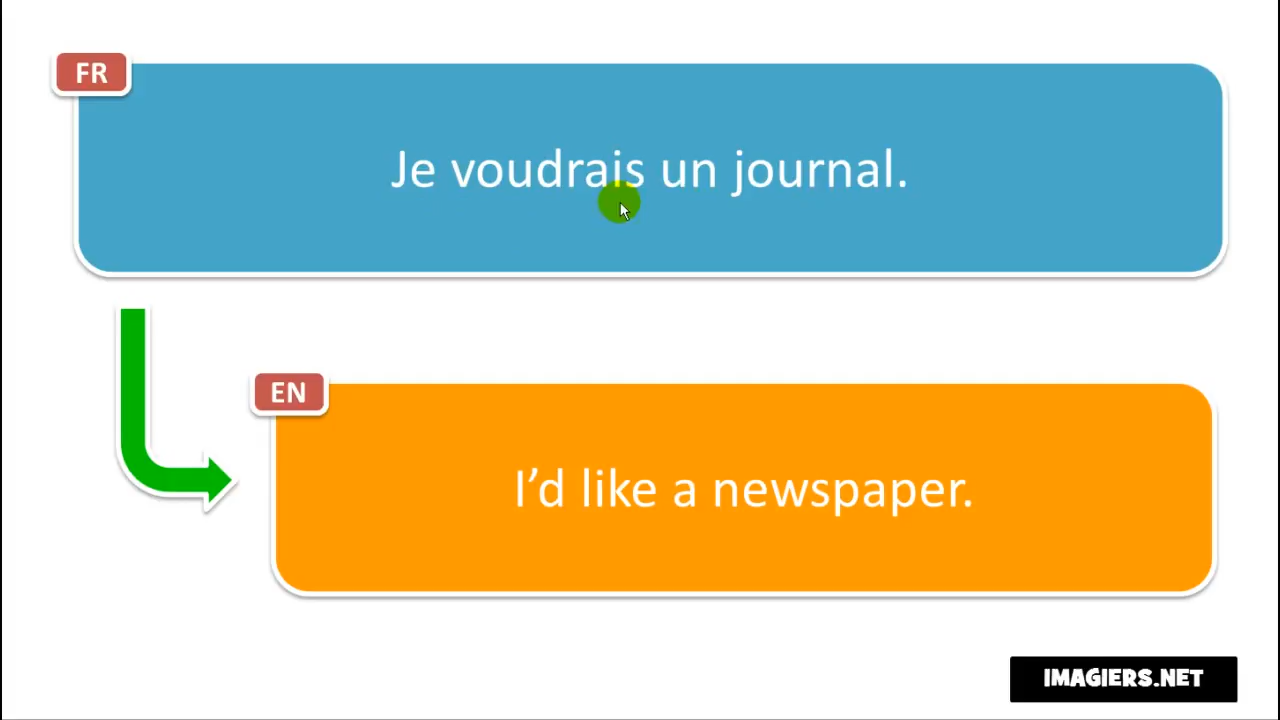 FR
Je voudrais un journal.
EN
I’d like a newspaper.
IMAGIERS.NET